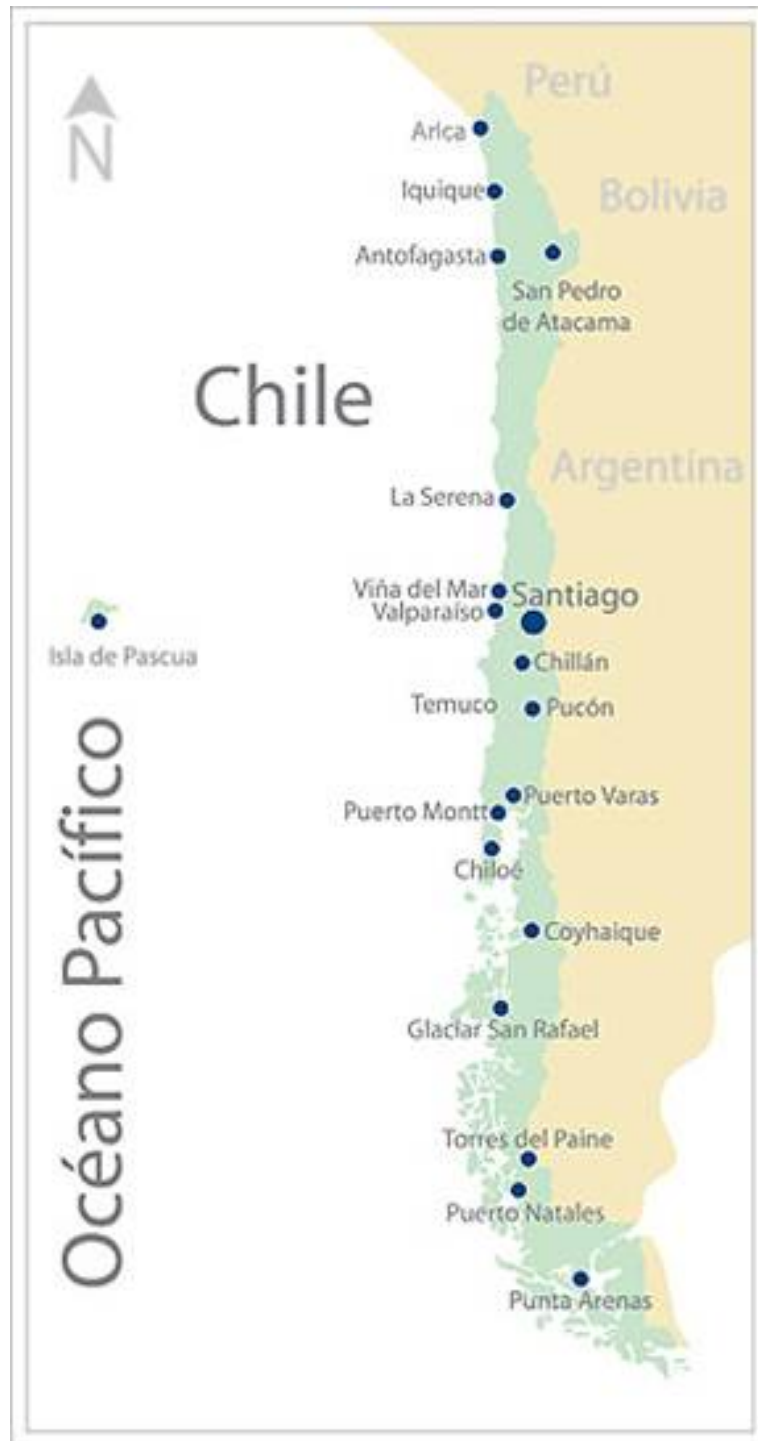 Perú
N
Arica
Iquique
Bolivia
Antofagasta
San Pedro
de Atacama
Chile
Argentina
La Serena
Viña del Mar
Santiago
Valparaíso
Isla de Pascua
Chillán
Temuco
Pucón
Océano Pacífico
Puerto Varas
Puerto Montt
Chiloé
Coyhaique
Glaciar San Rafael
Torres del Paine
Puerto Natales
Punta Arenas